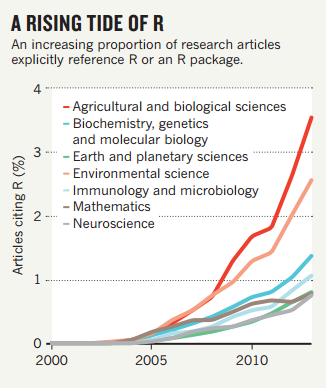 A RISING TIDE OF R
An increasing proportion of research articles
explicitly reference R or an R package.
4
3
2
1
0
Articles citing R (%)
Agricultural and biological sciences
Biochemistry, genetics
and molecular biology
Earth and planetary sciences
Environmental science
Immunology and microbiology
Mathematics
Neuroscience
2000
2005
2010